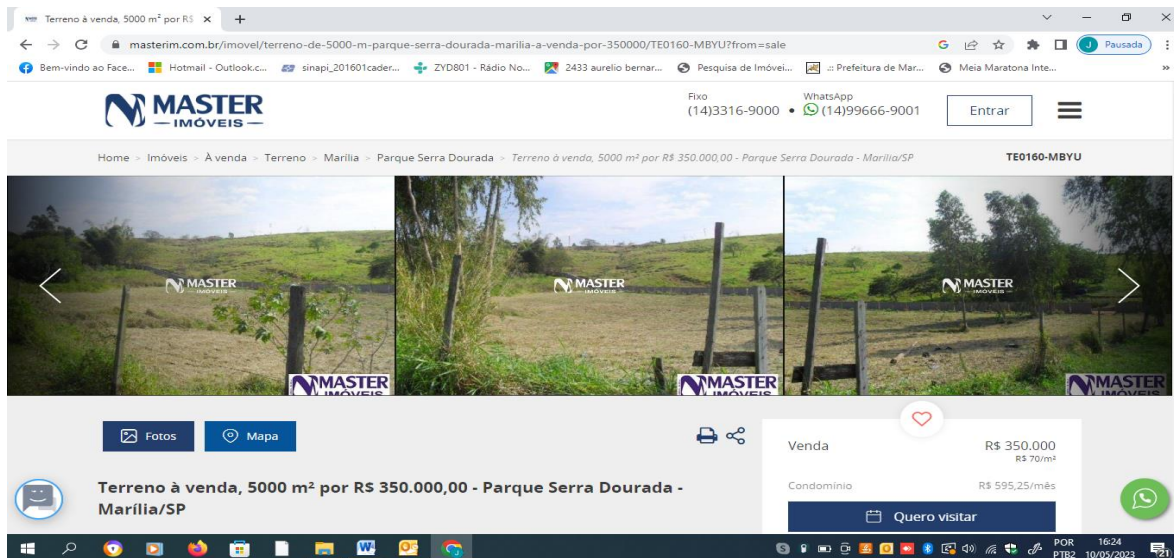 Terreno à venda, 5000 m² por R$
masterim.com.br/imovel/terreno-de-5000-m-parque-serra-dourada-marilia-a-venda-por-350000/TE0160-MBYU?from=sale
Pausada
Bem-vindo ao Face... Hotmail - Outlook.c... sinapi_201601cader... ZYD801 - Rádio No... 2433 aurelio bernar... Pesquisa de Imóvei... .:: Prefeitura de Mar... Meia Maratona Inte...
MASTER
IMÓVEIS
Fixo
(14)3316-9000
WhatsApp
(14)99666-9001
Entrar
Home > Imóveis > À venda > Terreno > Marília > Parque Serra Dourada > Terreno à venda, 5000 m² por R$ 350.000,00 - Parque Serra Dourada - Marília/SP
TE0160-MBYU
MASTER
IMÓVEIS
MASTER
IMÓVEIS
MASTER
IMÓVEIS
MASTER
IMÓVEIS
MASTER
IMÓVEIS
MASTER
IMÓVEIS
Fotos
Mapa
Venda R$ 350.000
R$ 70/m²
Condomínio R$ 595,25/mês
Quero visitar
Terreno à venda, 5000 m² por R$ 350.000,00 - Parque Serra Dourada -
Marília/SP
POR
PTB2
16:24
10/05/2023
21